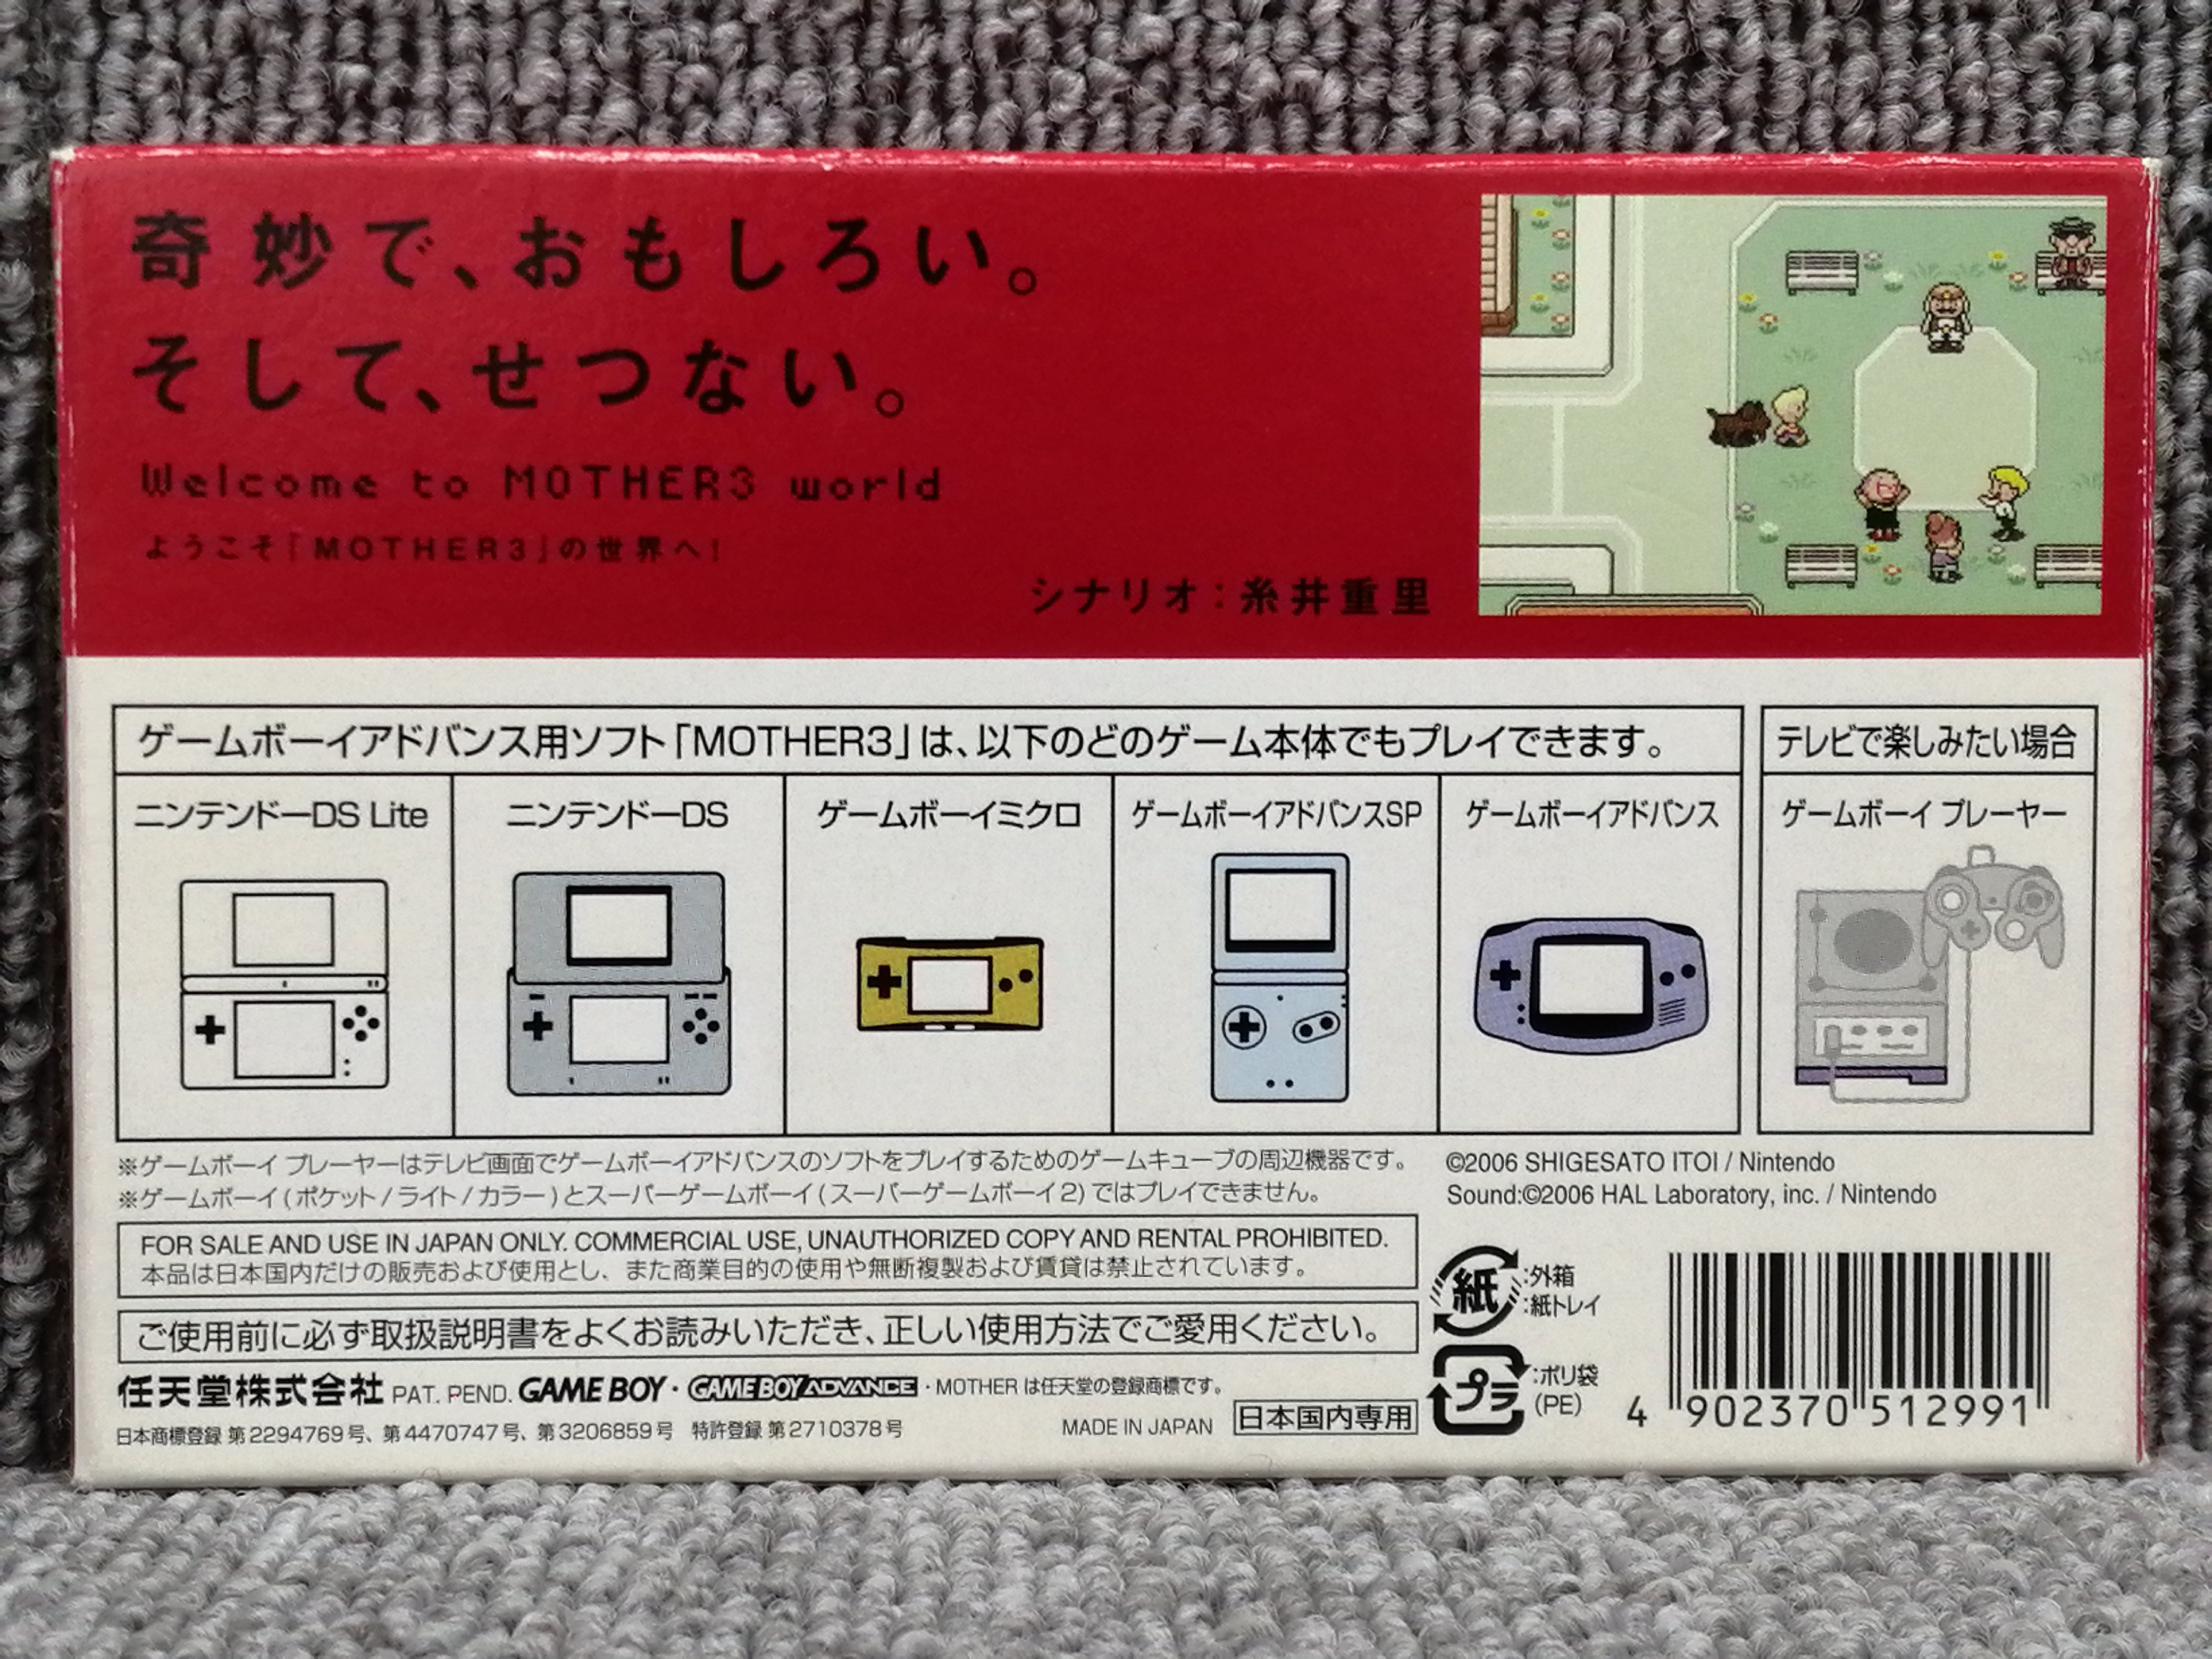 奇妙で、おもしろい。
そして、せつない。
Welcome to MOTHER3 world
ようこそ「MOTHER3」の世界へ!
シナリオ:糸井重里
ゲームボーイアドバンス用ソフト「MOTHER3」は、以下のどのゲーム本体でもプレイできます。
テレビで楽しみたい場合
ニンテンドーDS Lite
ニンテンドーDS
ゲームボーイミクロ
ゲームボーイアドバンスSP
ゲームボーイアドバンス
ゲームボーイ プレーヤー
※ゲームボーイ プレーヤーはテレビ画面でゲームボーイアドバンスのソフトをプレイするためのゲームキューブの周辺機器です。
※ゲームボーイ(ポケット/ライト/カラー)とスーパーゲームボーイ(スーパーゲームボーイ2)ではプレイできません。
©2006 SHIGESATO ITOI / Nintendo
Sound:©2006 HAL Laboratory, inc. / Nintendo
FOR SALE AND USE IN JAPAN ONLY. COMMERCIAL USE, UNAUTHORIZED COPY AND RENTAL PROHIBITED.
本品は日本国内だけの販売および使用とし、また商業目的の使用や無断複製および賃貸は禁止されています。
ご使用前に必ず取扱説明書をよくお読みいただき、正しい使用方法でご愛用ください。
任天堂株式会社 PAT. PEND. GAME BOY・GAME BOY ADVANCE・MOTHER は任天堂の登録商標です。
日本商標登録 第2294769号、第4470747号、第3206859号 特許登録 第2710378号
MADE IN JAPAN
日本国内専用
紙
:外箱
:紙トレイ
プラ
:ポリ袋
(PE)
4 902370 512991